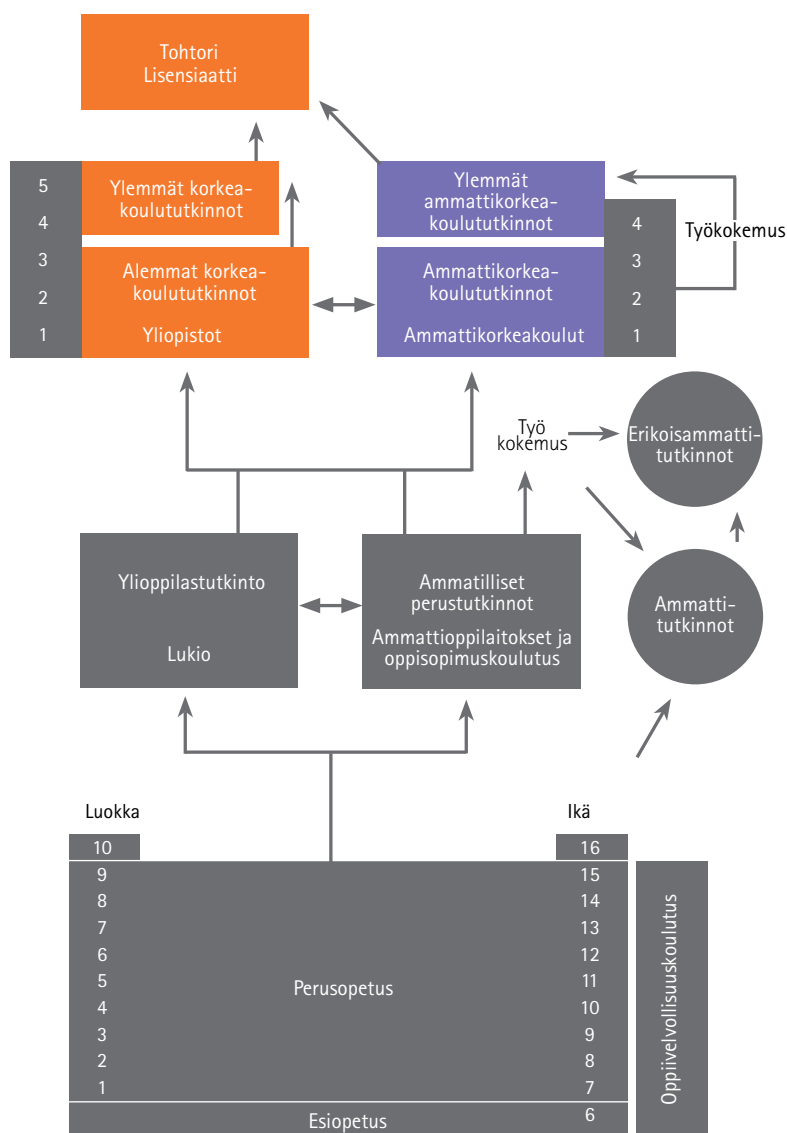 Tohtori
Lisensiaatti
5
4
3
2
1
Ylemmät korkea-
koulututkinnot
Alemmat korkea-
koulututkinnot
Yliopistot
Ylemmät
ammattikorkea-
koulututkinnot
Ammattikorkea-
koulututkinnot
Ammattikorkeakoulut
4
3
2
1
Työkokemus
Työ
kokemus
Erikoisammatti-
tutkinnot
Ammatti-
tutkinnot
Ylioppilastutkinto
Lukio
Ammatilliset
perustutkinnot
Ammattioppilaitokset ja
oppisopimuskoulutus
Luokka
Ikä
10
16
9
15
8
14
7
13
6
12
5
11
Perusopetus
4
10
3
9
2
8
1
7
Esiopetus
6
Oppiivelvollisuuskoulutus